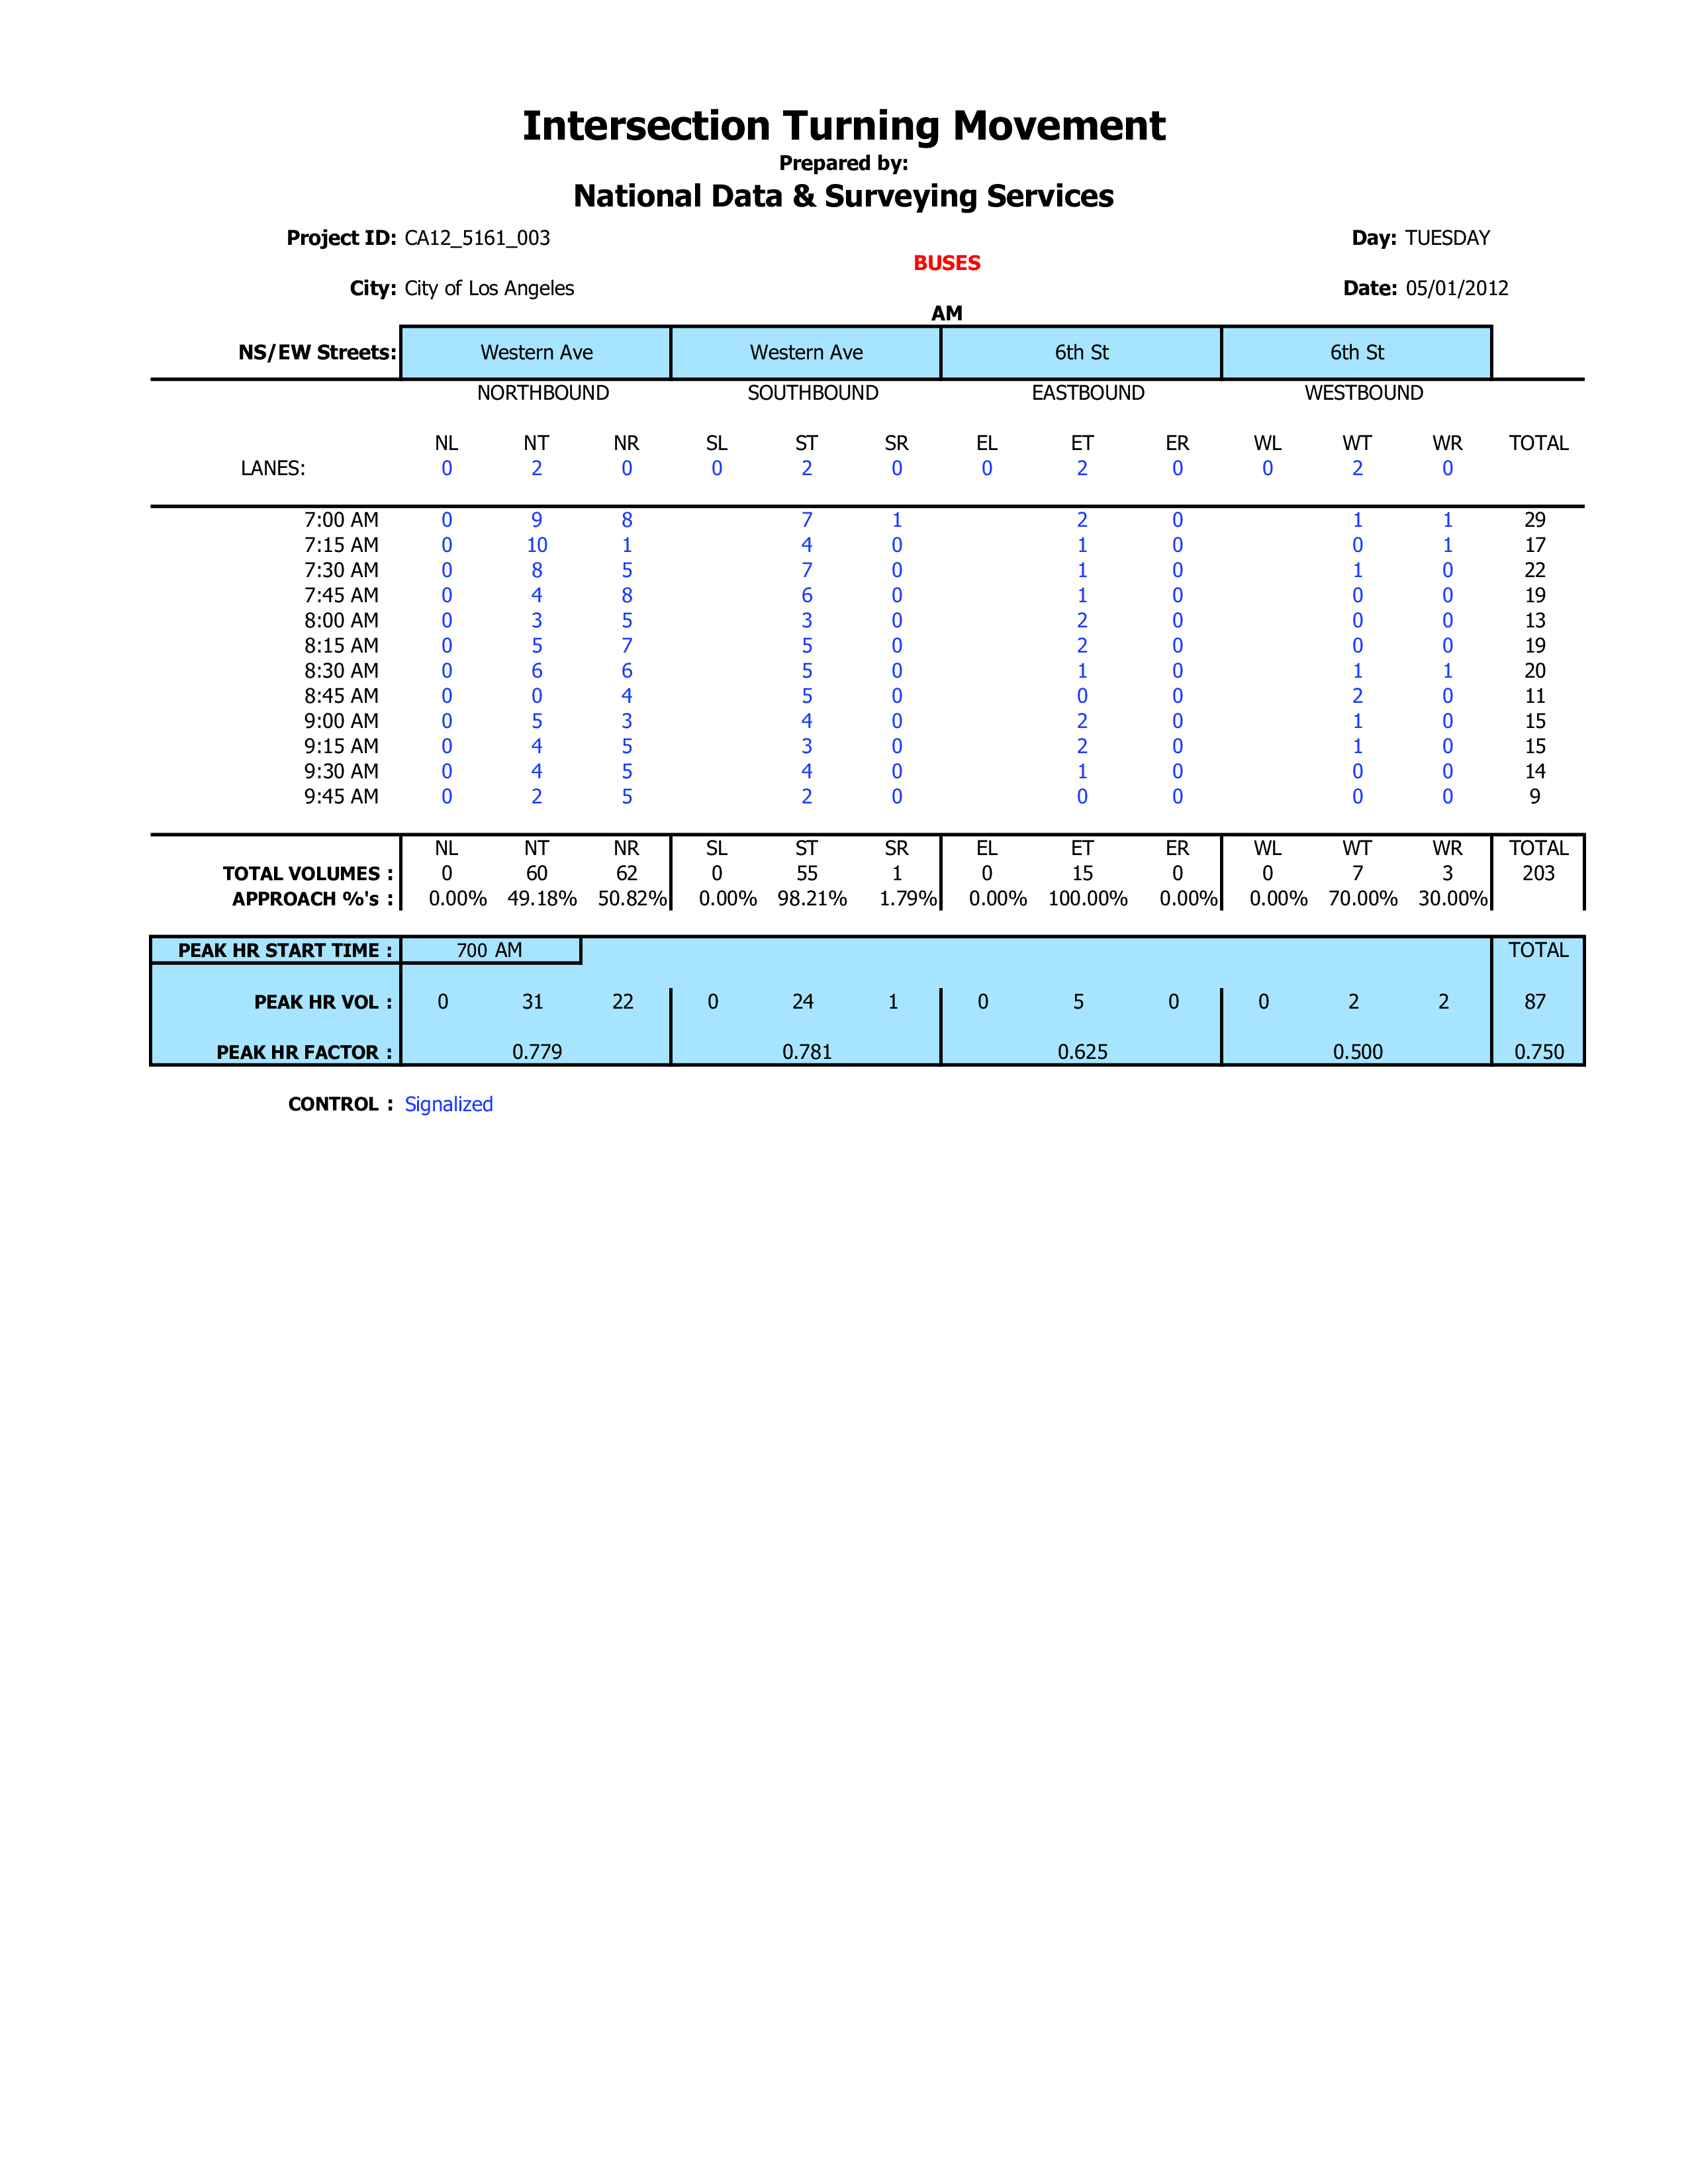 Intersection Turning Movement
Prepared by:
National Data & Surveying Services
Project ID: CA12_5161_003 Day: TUESDAY
BUSES
City: City of Los Angeles Date: 05/01/2012
AM
NS/EW Streets: Western Ave Western Ave 6th St 6th St
NORTHBOUND SOUTHBOUND EASTBOUND WESTBOUND
NL NT NR SL ST SR EL ET ER WL WT WR TOTAL
LANES: 0 2 0 0 2 0 0 2 0 0 2 0
7:00 AM 0 9 8 7 1 2 0 1 1 29
7:15 AM 0 10 1 4 0 1 0 0 1 17
7:30 AM 0 8 5 7 0 1 0 1 0 22
7:45 AM 0 4 8 6 0 1 0 0 0 19
8:00 AM 0 3 5 3 0 2 0 0 0 13
8:15 AM 0 5 7 5 0 2 0 0 0 19
8:30 AM 0 6 6 5 0 1 0 1 1 20
8:45 AM 0 0 4 5 0 0 0 2 0 11
9:00 AM 0 5 3 4 0 2 0 1 0 15
9:15 AM 0 4 5 3 0 2 0 1 0 15
9:30 AM 0 4 5 4 0 1 0 0 0 14
9:45 AM 0 2 5 2 0 0 0 0 0 9
NL NT NR SL ST SR EL ET ER WL WT WR TOTAL
TOTAL VOLUMES : 0 60 62 0 55 1 0 15 0 0 7 3 203
APPROACH %'s : 0.00% 49.18% 50.82% 0.00% 98.21% 1.79% 0.00% 100.00% 0.00% 0.00% 70.00% 30.00%
PEAK HR START TIME : 700 AM TOTAL
PEAK HR VOL : 0 31 22 0 24 1 0 5 0 0 2 2 87
PEAK HR FACTOR : 0.779 0.781 0.625 0.500 0.750
CONTROL : Signalized